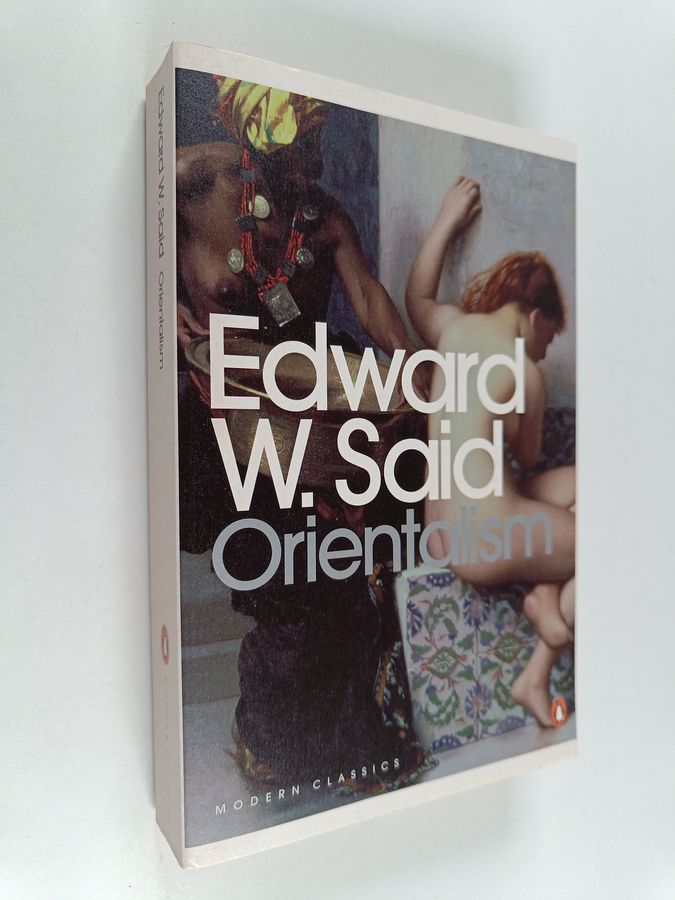 Edward W. Said Orientalism
Edward
W. Said
Orientalism
MODERN CLASSICS